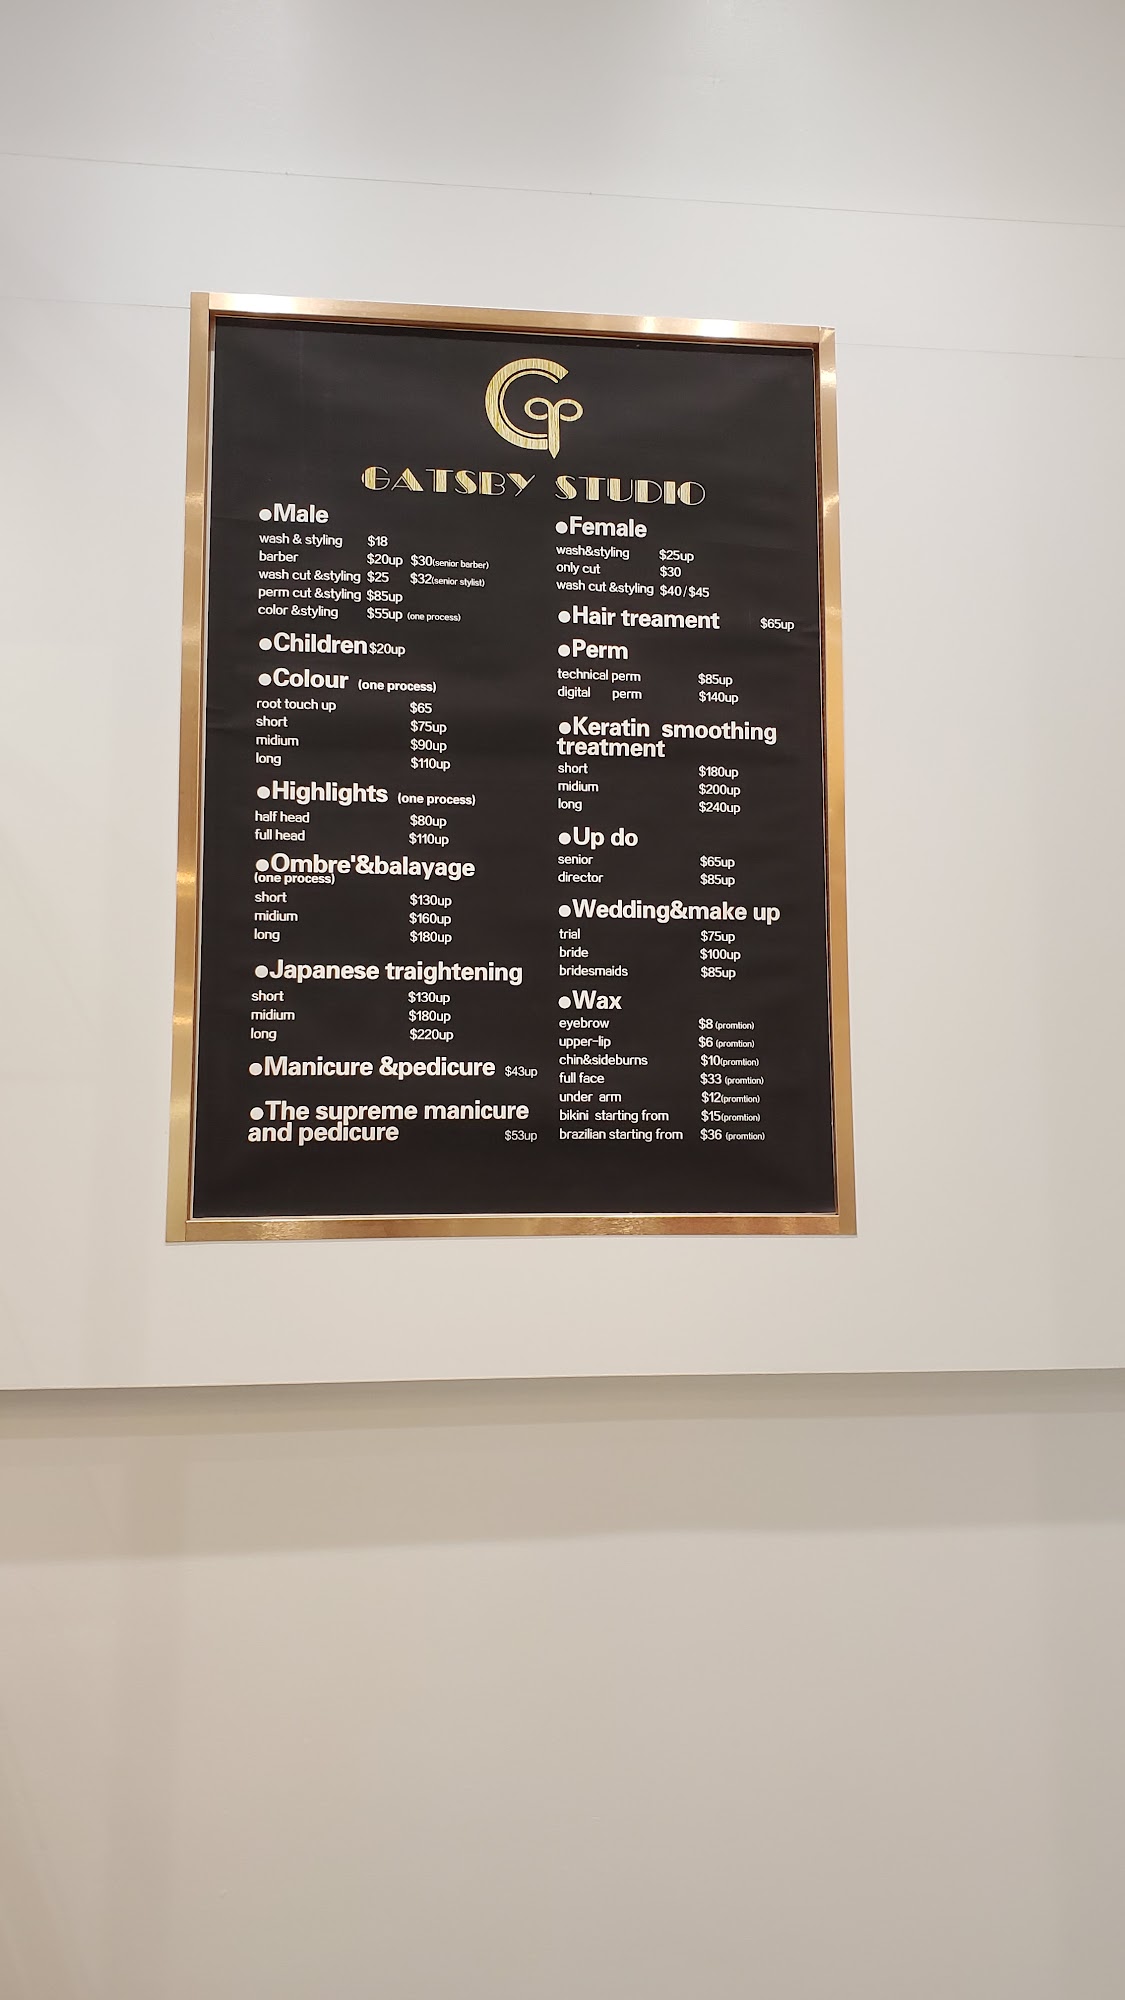 GATSBY STUDIO
●Male
wash & styling $18
barber $20up $30(senior barber)
wash cut &styling $25 $32(senior stylist)
perm cut &styling $85up
color &styling $55up (one process)
●Children $20up
●Colour (one process)
root touch up $65
short $75up
midium $90up
long $110up
●Highlights (one process)
half head $80up
full head $110up
●Ombre'&balayage
(one process)
short $130up
midium $160up
long $180up
●Japanese traightening
short $130up
midium $180up
long $220up
●Manicure &pedicure $43up
●The supreme manicure
and pedicure $53up
●Female
wash&styling $25up
only cut $30
wash cut &styling $40/$45
●Hair treament $65up
●Perm
technical perm $85up
digital perm $140up
●Keratin smoothing
treatment
short $180up
midium $200up
long $240up
●Up do
senior $65up
director $85up
●Wedding&make up
trial $75up
bride $100up
bridesmaids $85up
●Wax
eyebrow $8 (promtion)
upper-lip $6 (promtion)
chin&sideburns $10(promtion)
full face $33 (promtion)
under arm $12(promtion)
bikini starting from $15(promtion)
brazilian starting from $36 (promtion)